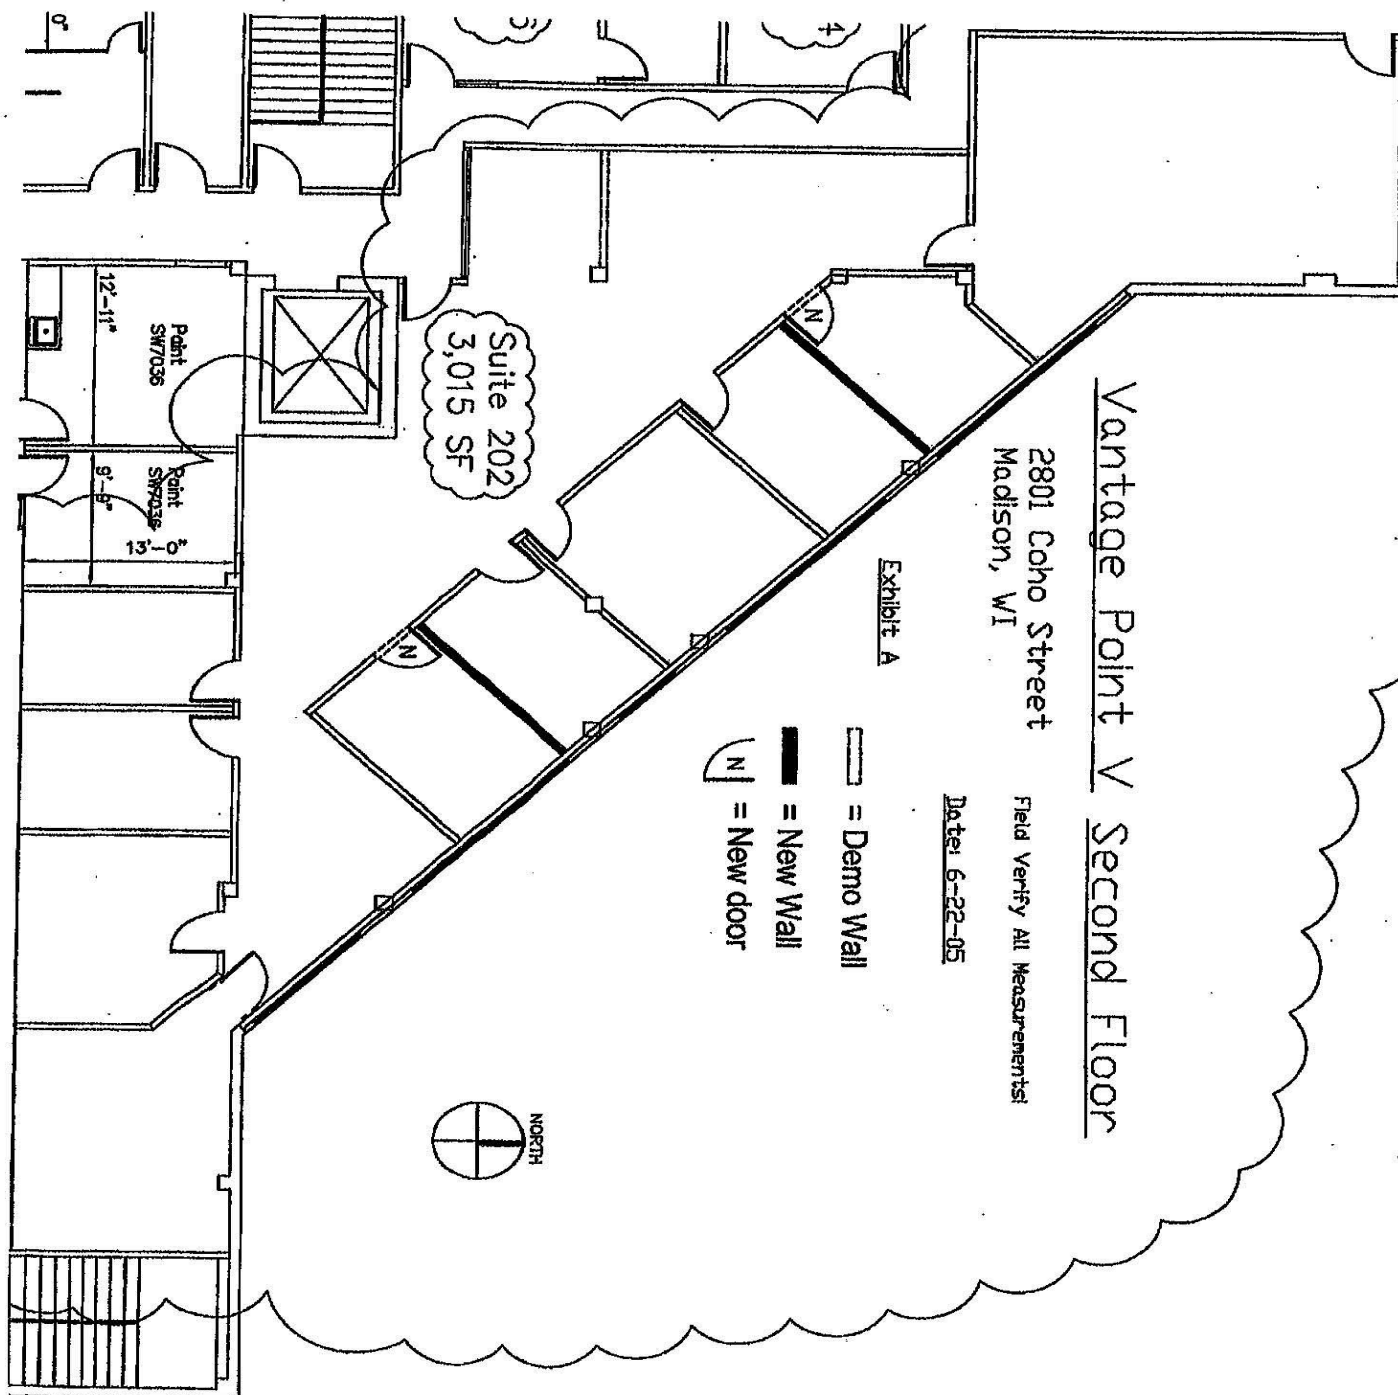 Vantage Point V Second Floor
2801 Coho Street
Madison, WI
Field Verify All Measurements!
Date: 6-22-05
Exhibit A
= Demo Wall
= New Wall
N = New door
Suite 202
3,015 SF
N
N
12'-11"
Paint
SW7036
9'-9"
Paint
SW7036
13'-0"
NORTH